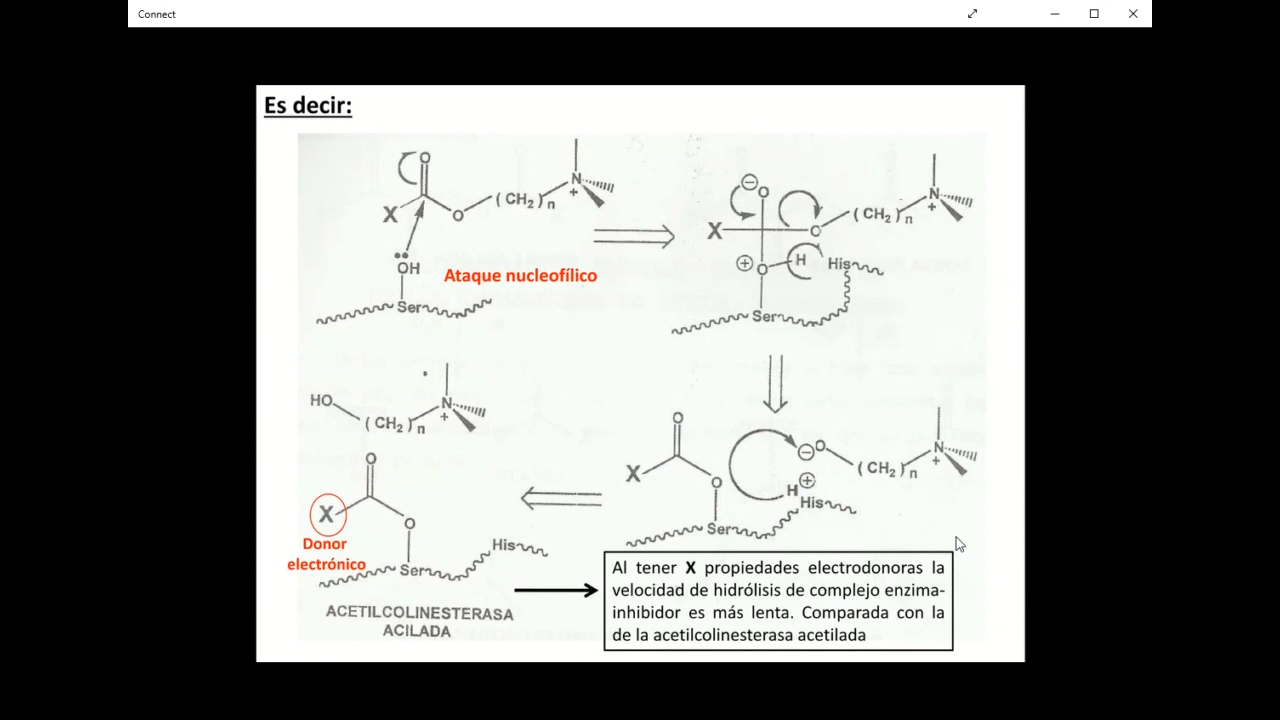 Connect
Es decir:
O
N
+
X
O
(CH2)n
OH
Ataque nucleofílico
Ser
⊖
O
N
+
X
O
(CH2)n
⊕
O
H
His
Ser
HO
N
+
(CH2)n
O
X
O
Donor
electrónico
His
Ser
ACETILCOLINESTERASA
ACILADA
O
X
O
⊖
O
N
+
(CH2)n
H
⊕
His
Ser
Al tener X propiedades electrodonoras la
velocidad de hidrólisis de complejo enzima-
inhibidor es más lenta. Comparada con la
de la acetilcolinesterasa acetilada